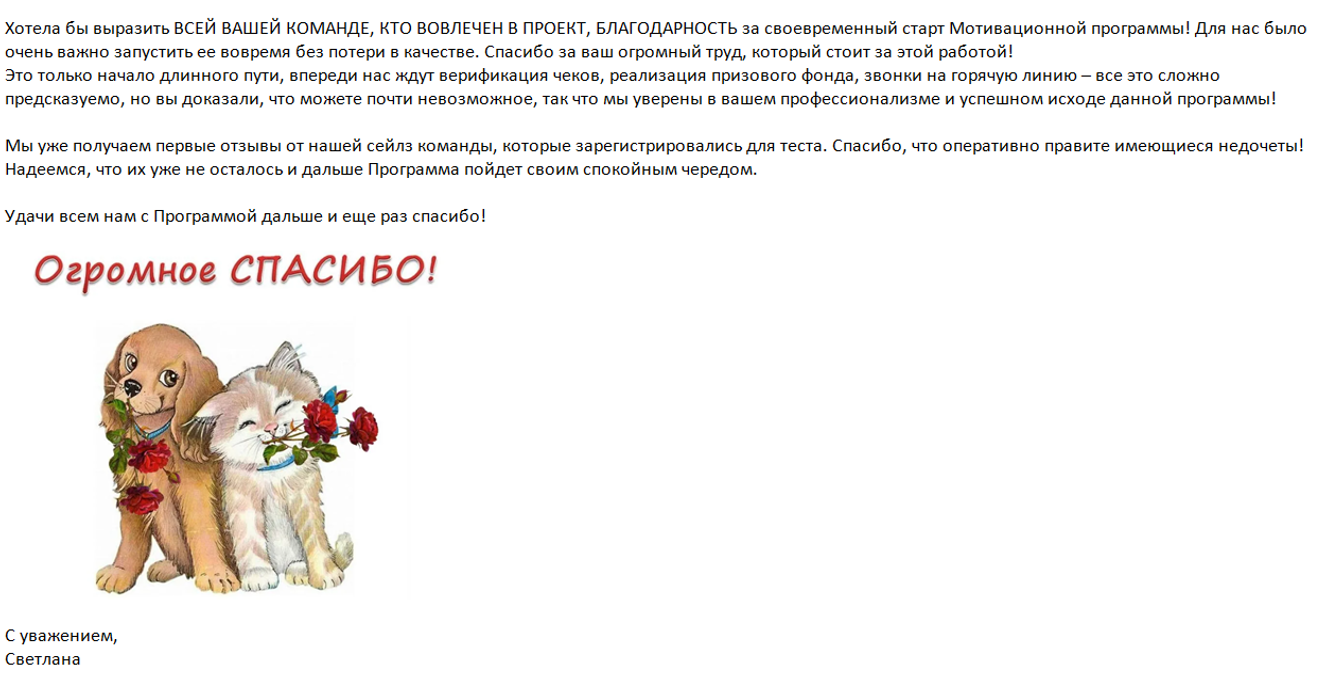 Хотела бы выразить ВСЕЙ ВАШЕЙ КОМАНДЕ, КТО ВОВЛЕЧЕН В ПРОЕКТ, БЛАГОДАРНОСТЬ за своевременный старт Мотивационной программы! Для нас было
очень важно запустить ее вовремя без потери в качестве. Спасибо за ваш огромный труд, который стоит за этой работой!
Это только начало длинного пути, впереди нас ждут верификация чеков, реализация призового фонда, звонки на горячую линию – все это сложно
предсказуемо, но вы доказали, что можете почти невозможное, так что мы уверены в вашем профессионализме и успешном исходе данной программы!
Мы уже получаем первые отзывы от нашей сейлз команды, которые зарегистрировались для теста. Спасибо, что оперативно правите имеющиеся недочеты!
Надеемся, что их уже не осталось и дальше Программа пойдет своим спокойным чередом.
Удачи всем нам с Программой дальше и еще раз спасибо!
Огромное СПАСИБО!
С уважением,
Светлана